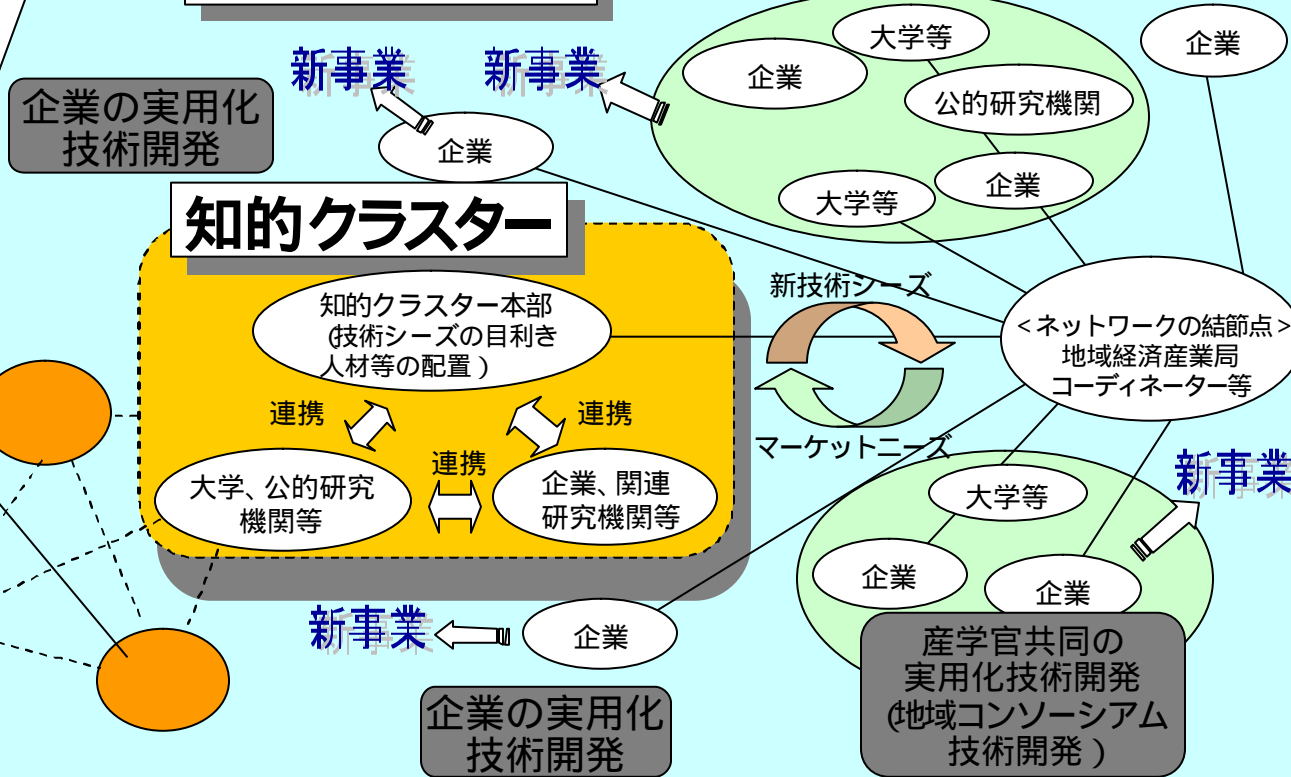 新事業
新事業
大学等
企業
企業
公的研究機関
企業の実用化
技術開発
企業
企業
大学等
知的クラスター
知的クラスター本部
(技術シーズの目利き
人材等の配置)
新技術シーズ
<ネットワークの結節点>
地域経済産業局
コーディネーター等
連携
連携
マーケットニーズ
連携
大学、公的研究
機関等
企業、関連
研究機関等
大学等
新事業
企業
企業
新事業
企業
産学官共同の
実用化技術開発
(地域コンソーシアム
技術開発)
企業の実用化
技術開発